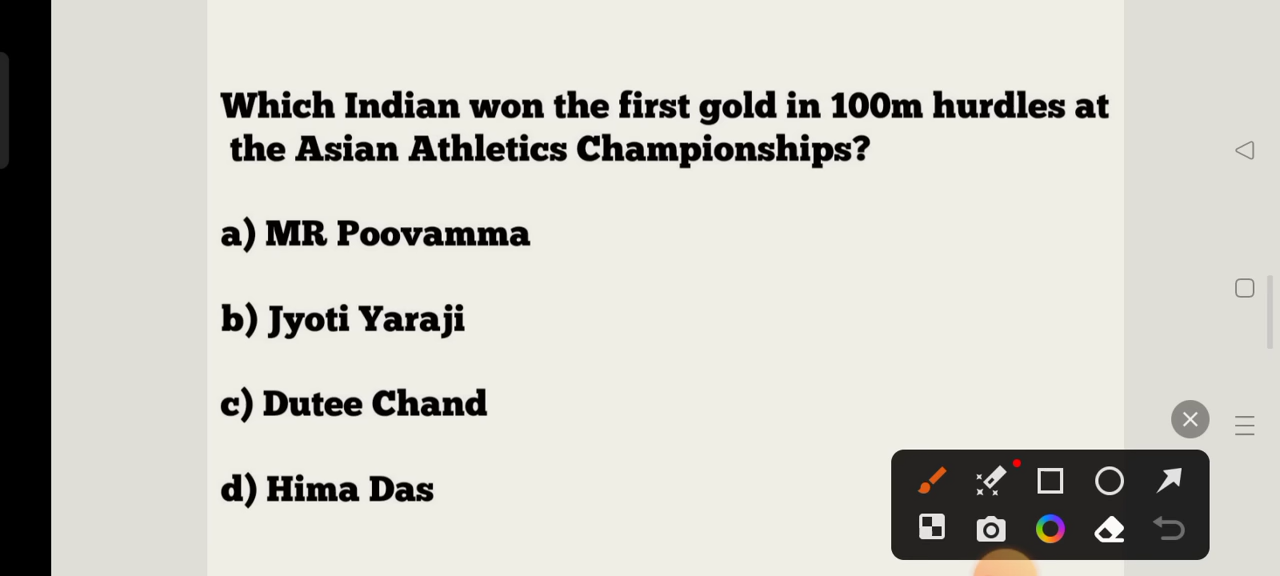 Which Indian won the first gold in 100m hurdles at
the Asian Athletics Championships?
a) MR Poovamma
b) Jyoti Yaraji
c) Dutee Chand
d) Hima Das